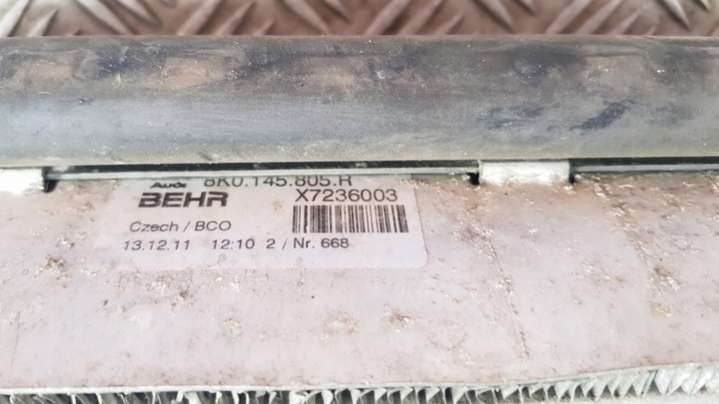 Audi 8K0.145.805.R
BEHR X7236003
Czech / BCO
13.12.11 12:10 2 / Nr. 668